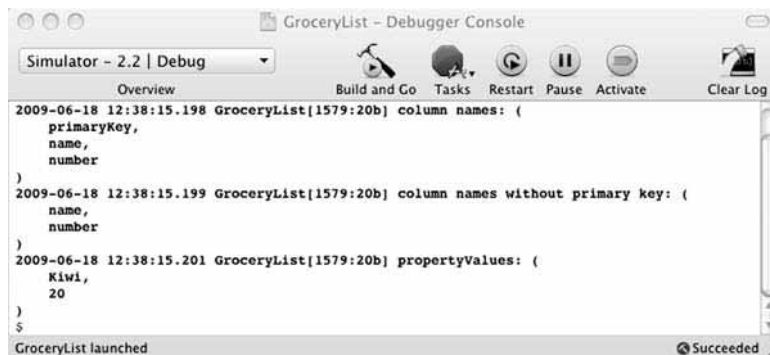 GroceryList – Debugger Console
Simulator – 2.2 | Debug
Overview
Build and Go
Tasks
Restart
Pause
Activate
Clear Log
2009-06-18 12:38:15.198 GroceryList[1579:20b] column names: (
primaryKey,
name,
number
)
2009-06-18 12:38:15.199 GroceryList[1579:20b] column names without primary key: (
name,
number
)
2009-06-18 12:38:15.201 GroceryList[1579:20b] propertyValues: (
Kiwi,
20
)
$
GroceryList launched
Succeeded